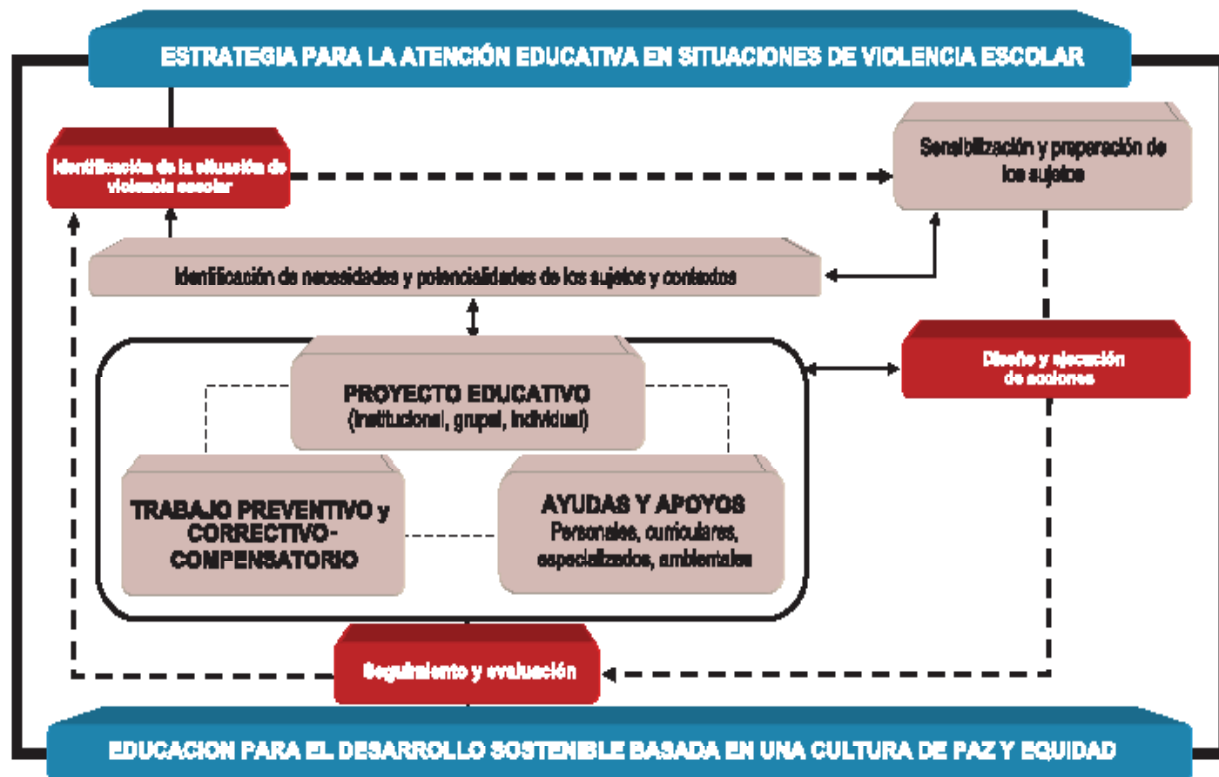 ESTRATEGIA PARA LA ATENCIÓN EDUCATIVA EN SITUACIONES DE VIOLENCIA ESCOLAR
Identificación de la situación de
violencia escolar
Sensibilización y preparación de
los sujetos
Identificación de necesidades y potencialidades de los sujetos y contextos
PROYECTO EDUCATIVO
(institucional, grupal, individual)
Diseño y ejecución
de acciones
TRABAJO PREVENTIVO y
CORRECTIVO-
COMPENSATORIO
AYUDAS Y APOYOS
Personales, curriculares,
especializados, ambientales
Seguimiento y evaluación
EDUCACION PARA EL DESARROLLO SOSTENIBLE BASADA EN UNA CULTURA DE PAZ Y EQUIDAD